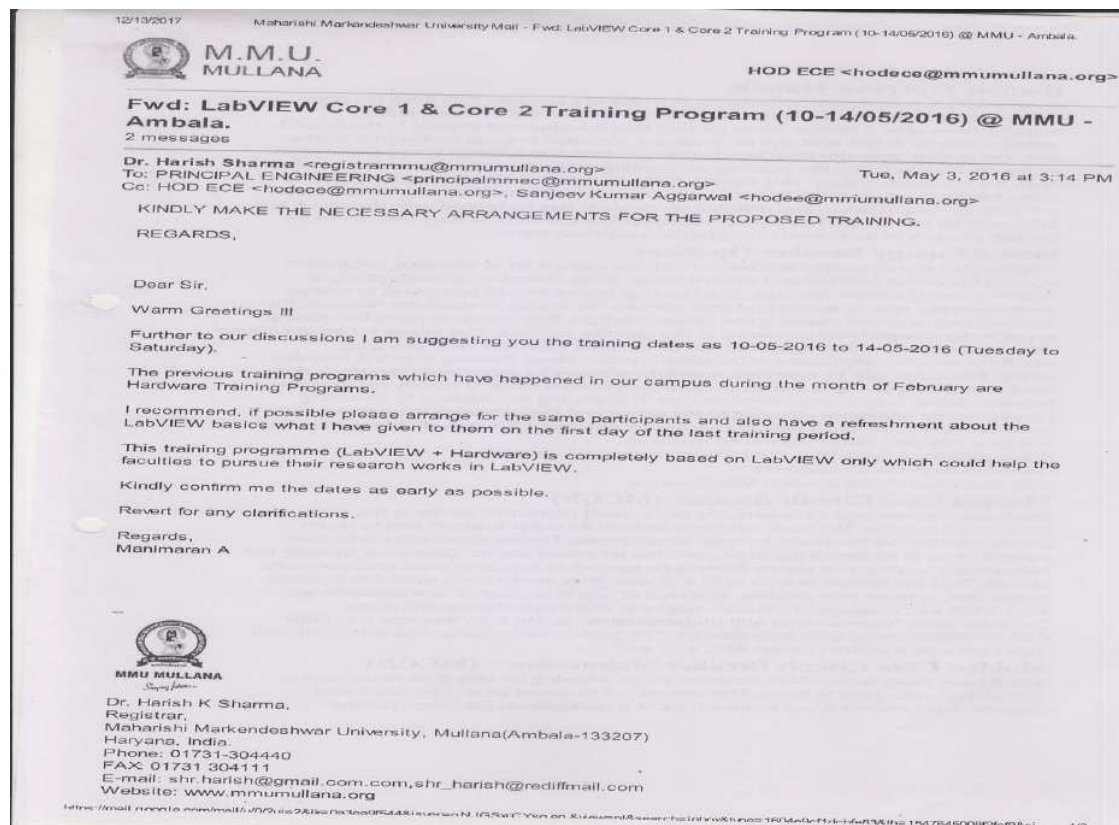 12/13/2017 Maharishi Markandeshwar University Mail - Fwd: LabVIEW Core 1 & Core 2 Training Program (10-14/05/2016) @ MMU - Ambala.
M.M.U.
MULLANA
HOD ECE <hodece@mmumullana.org>
Fwd: LabVIEW Core 1 & Core 2 Training Program (10-14/05/2016) @ MMU -
Ambala.
2 messages
Dr. Harish Sharma <registrarmmu@mmumullana.org> Tue, May 3, 2016 at 3:14 PM
To: PRINCIPAL ENGINEERING <principalmmec@mmumullana.org>
Cc: HOD ECE <hodece@mmumullana.org>, Sanjeev Kumar Aggarwal <hodee@mmumullana.org>
KINDLY MAKE THE NECESSARY ARRANGEMENTS FOR THE PROPOSED TRAINING.
REGARDS,
Dear Sir,
Warm Greetings !!!
Further to our discussions I am suggesting you the training dates as 10-05-2016 to 14-05-2016 (Tuesday to
Saturday).
The previous training programs which have happened in our campus during the month of February are
Hardware Training Programs.
I recommend, if possible please arrange for the same participants and also have a refreshment about the
LabVIEW basics what I have given to them on the first day of the last training period.
This training programme (LabVIEW + Hardware) is completely based on LabVIEW only which could help the
faculties to pursue their research works in LabVIEW.
Kindly confirm me the dates as early as possible.
Revert for any clarifications.
Regards,
Manimaran A
MMU MULLANA
Dr. Harish K Sharma,
Registrar,
Maharishi Markendeshwar University, Mullana(Ambala-133207)
Haryana, India.
Phone: 01731-304440
FAX: 01731 304111
E-mail: shr.harish@gmail.com.com,shr_harish@rediffmail.com
Website: www.mmumullana.org